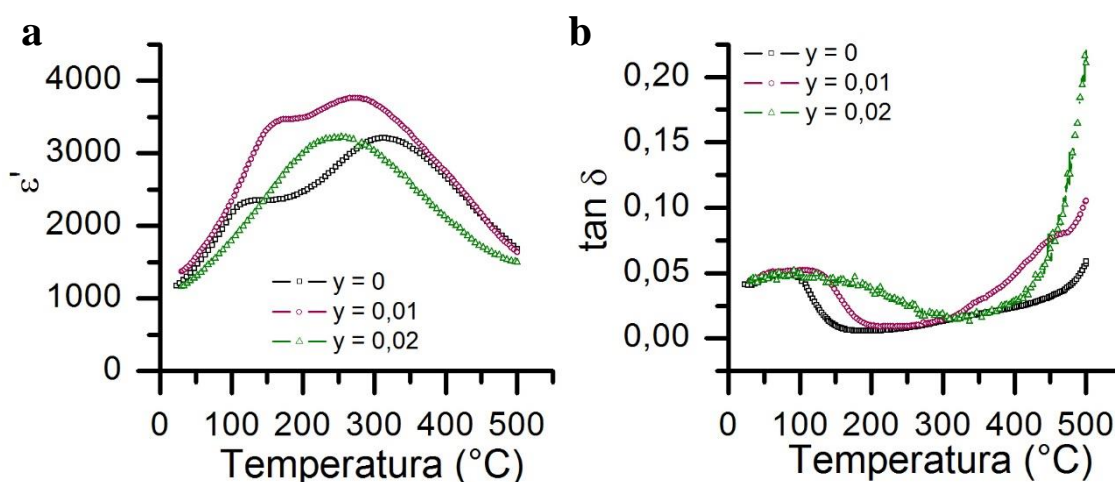 a
ε'
4000
3000
2000
1000
0
y = 0
y = 0,01
y = 0,02
0 100 200 300 400 500
Temperatura (°C)
b
tan δ
0,20
0,15
0,10
0,05
0,00
y = 0
y = 0,01
y = 0,02
0 100 200 300 400 500
Temperatura (°C)